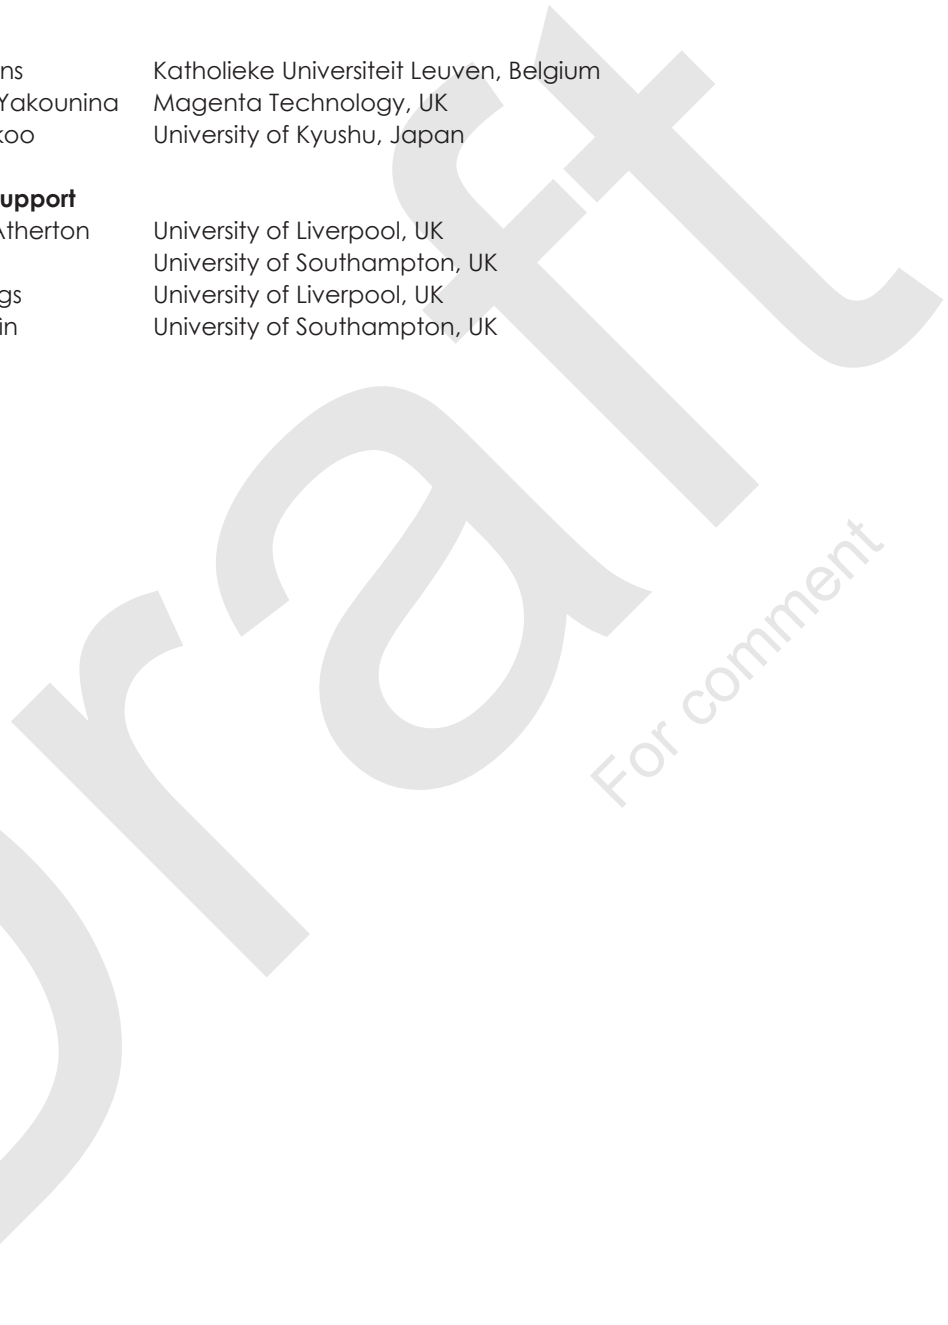 ns Katholieke Universiteit Leuven, Belgium
Yakounina Magenta Technology, UK
koo University of Kyushu, Japan
upport
Atherton University of Liverpool, UK
University of Southampton, UK
gs University of Liverpool, UK
in University of Southampton, UK
Draft
For comment